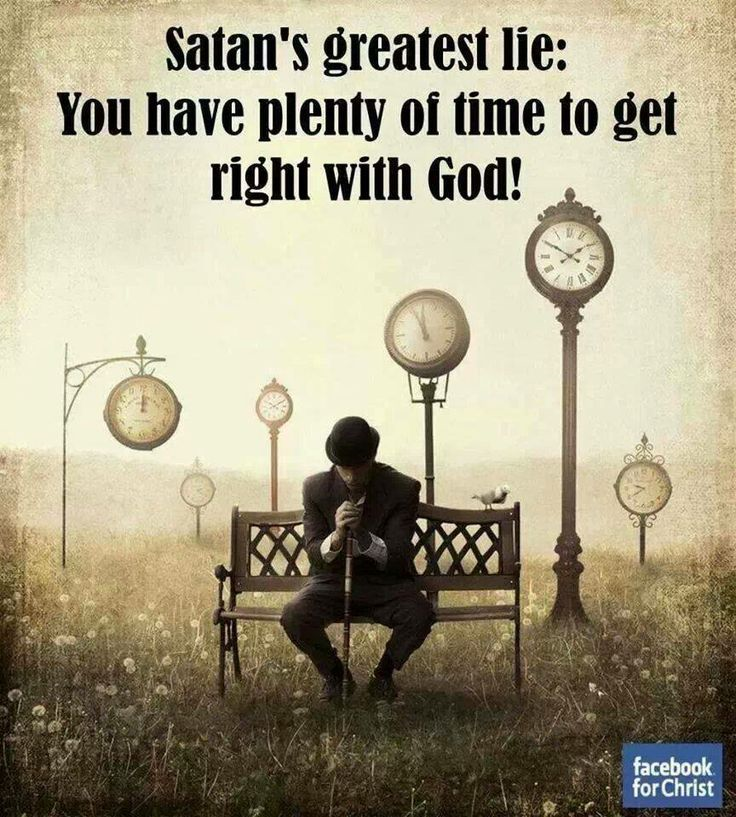 Satan's greatest lie:
You have plenty of time to get
right with God!
facebook
for Christ